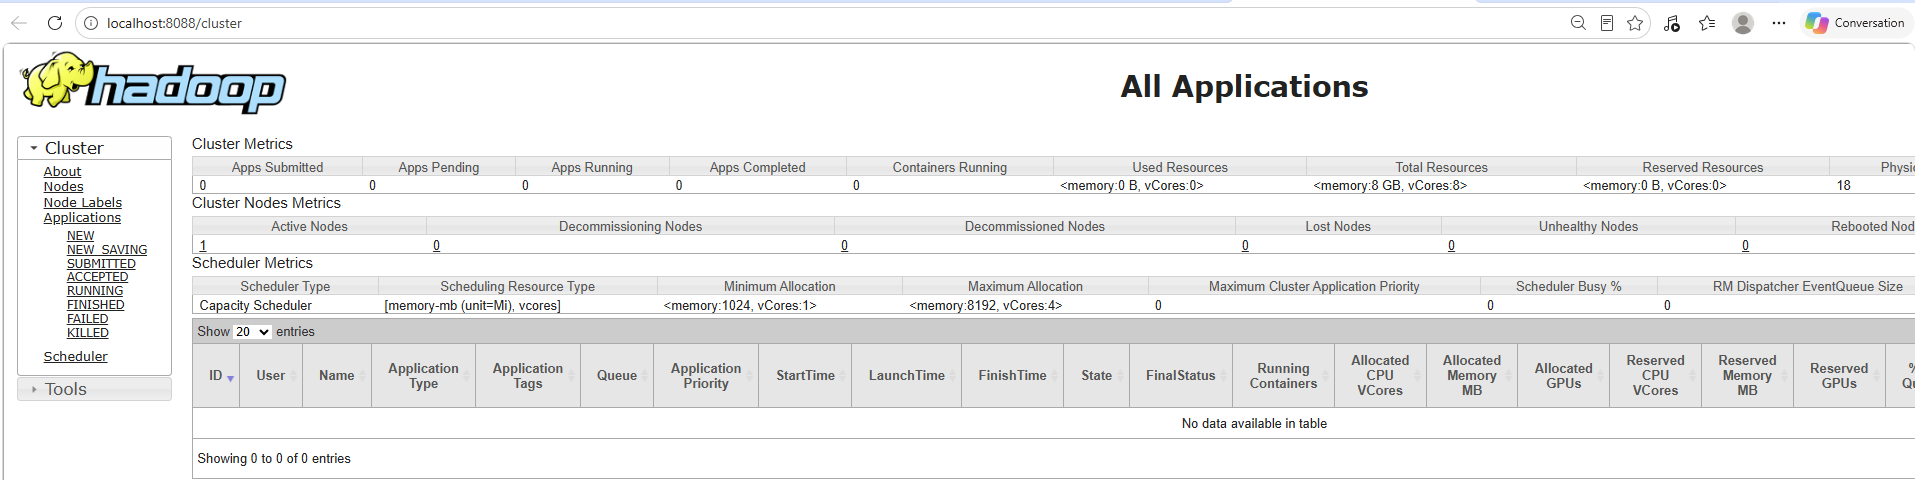 localhost:8088/cluster
Conversation
hadoop
All Applications
Cluster
About
Nodes
Node Labels
Applications
NEW
NEW_SAVING
SUBMITTED
ACCEPTED
RUNNING
FINISHED
FAILED
KILLED
Scheduler
Tools
Cluster Metrics
Apps Submitted Apps Pending Apps Running Apps Completed Containers Running Used Resources Total Resources Reserved Resources
0 0 0 0 0 <memory:0 B, vCores:0> <memory:8 GB, vCores:8> <memory:0 B, vCores:0> 18
Cluster Nodes Metrics
Active Nodes Decommissioning Nodes Decommissioned Nodes Lost Nodes Unhealthy Nodes Rebooted Nod
1 0 0 0 0 0
Scheduler Metrics
Scheduler Type Scheduling Resource Type Minimum Allocation Maximum Allocation Maximum Cluster Application Priority Scheduler Busy % RM Dispatcher EventQueue Size
Capacity Scheduler [memory-mb (unit=Mi), vcores] <memory:1024, vCores:1> <memory:8192, vCores:4> 0 0 0
Show 20 entries
ID User Name Application Type Application Tags Queue Application Priority StartTime LaunchTime FinishTime State FinalStatus Running Containers Allocated CPU VCores Allocated Memory MB Allocated GPUs Reserved CPU VCores Reserved Memory MB Reserved GPUs
No data available in table
Showing 0 to 0 of 0 entries